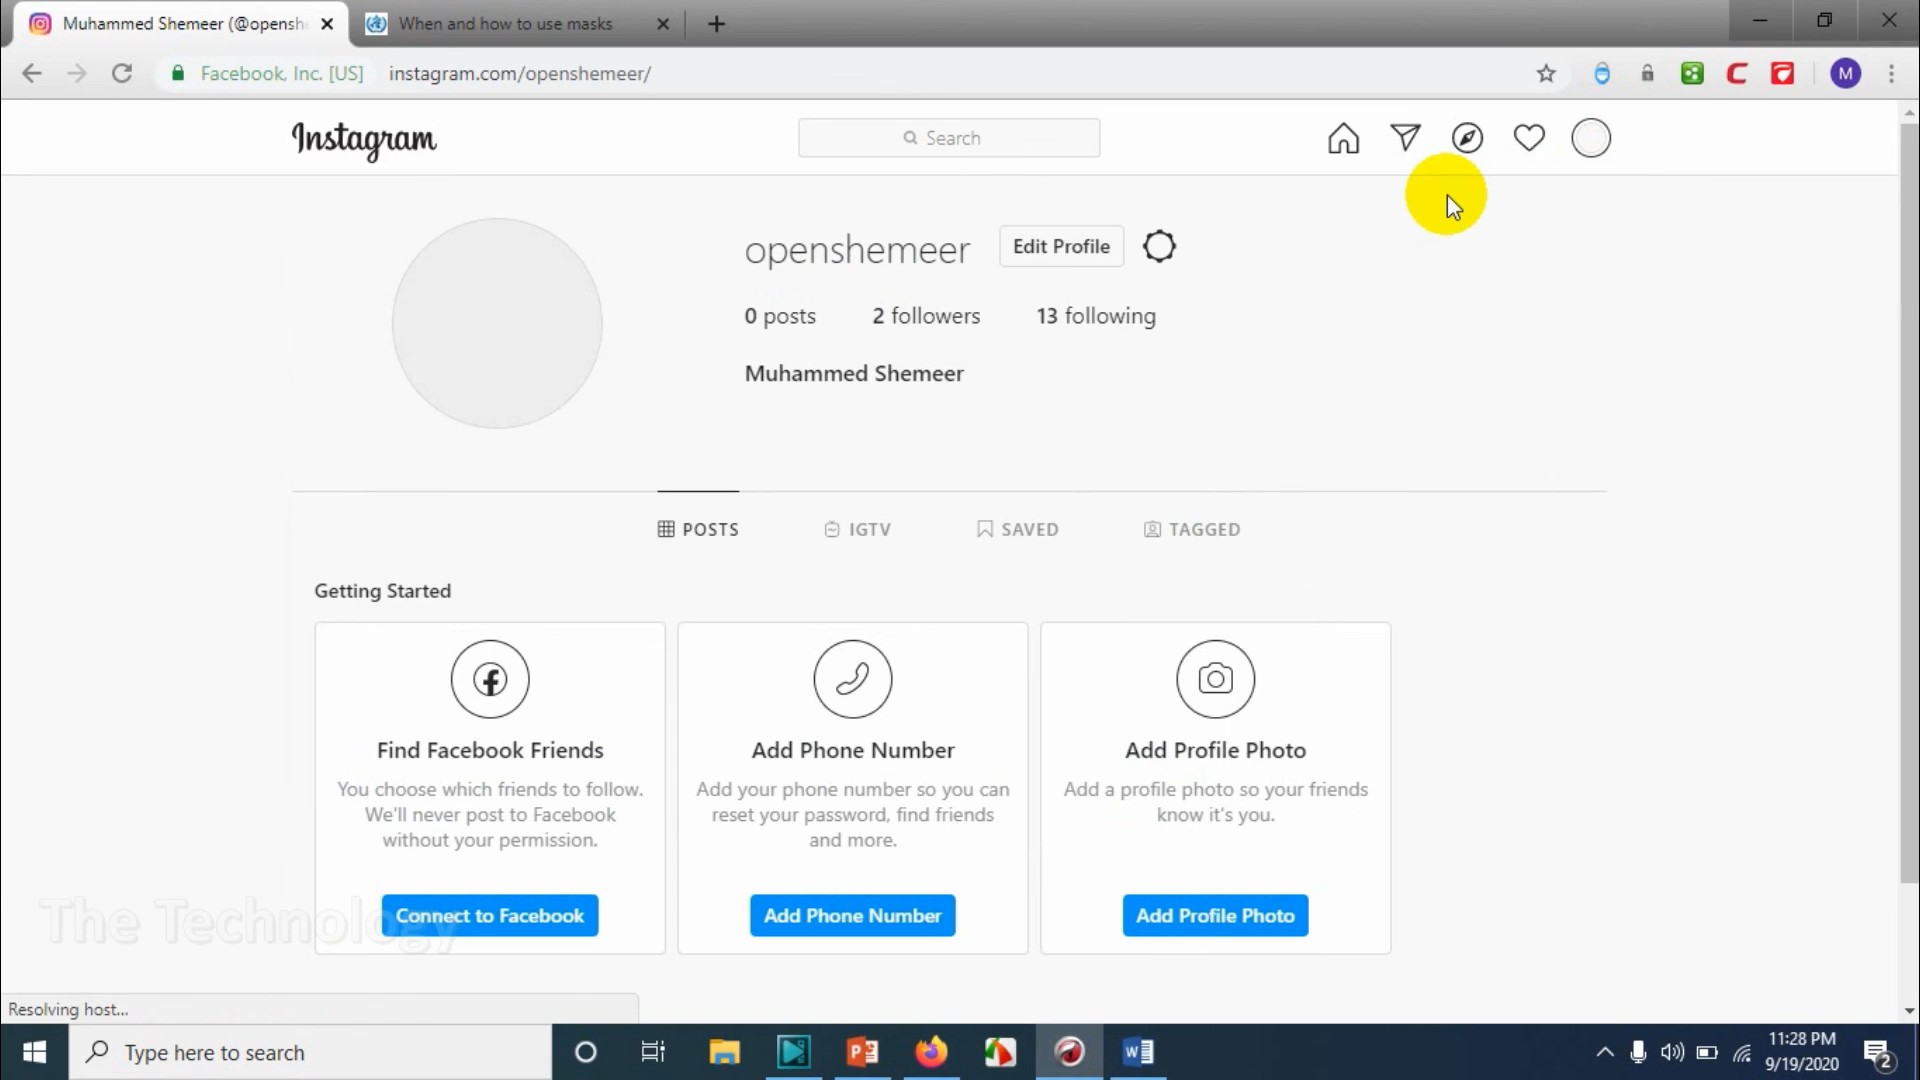 Muhammed Shemeer (@opensh
When and how to use masks
Facebook, Inc. [US]
instagram.com/openshemeer/
M
Instagram
Search
openshemeer
Edit Profile
0 posts
2 followers
13 following
Muhammed Shemeer
POSTS
IGTV
SAVED
TAGGED
Getting Started
Find Facebook Friends
You choose which friends to follow.
We'll never post to Facebook
without your permission.
Connect to Facebook
Add Phone Number
Add your phone number so you can
reset your password, find friends
and more.
Add Phone Number
Add Profile Photo
Add a profile photo so your friends
know it's you.
Add Profile Photo
The Technology
Resolving host...
Type here to search
11:28 PM
9/19/2020
2